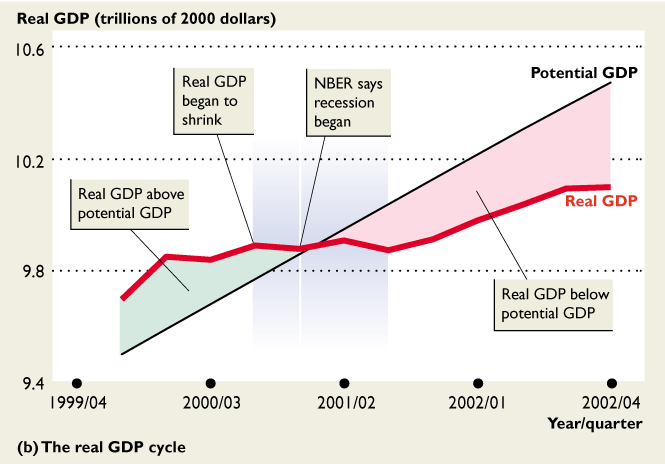 Real GDP (trillions of 2000 dollars)
10.6
10.2
9.8
9.4
Real GDP
began to
shrink
NBER says
recession
began
Potential GDP
Real GDP above
potential GDP
Real GDP
Real GDP below
potential GDP
1999/04
2000/03
2001/02
2002/01
2002/04
Year/quarter
(b) The real GDP cycle